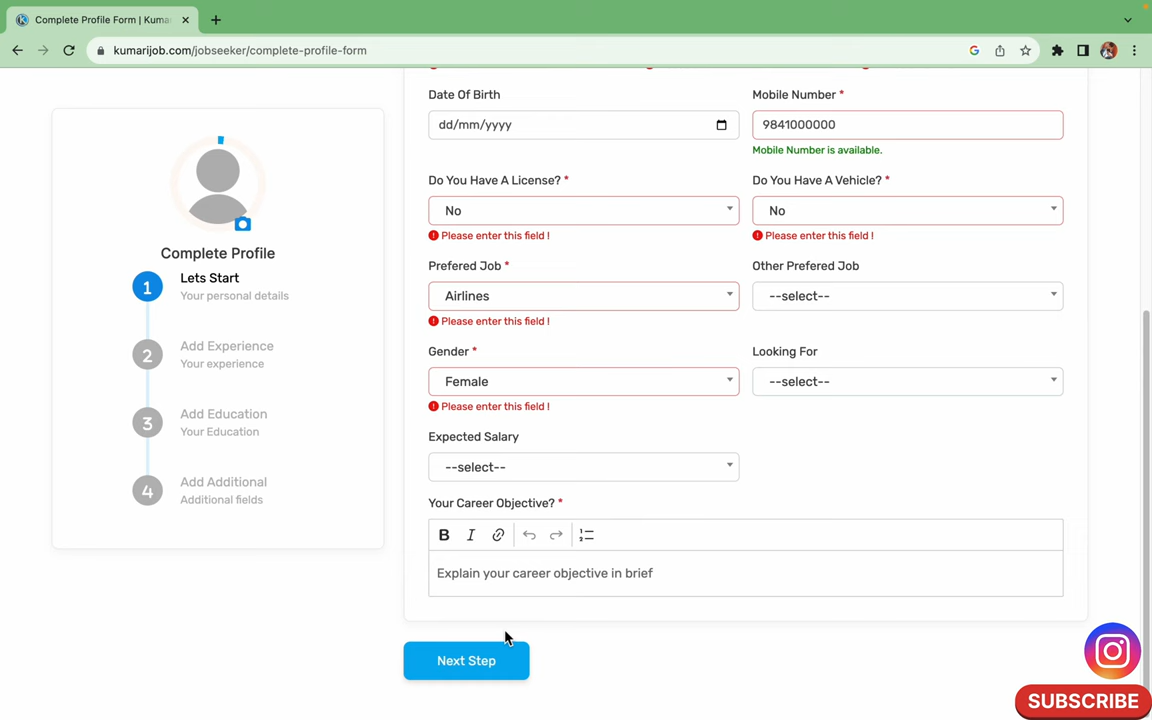 Complete Profile Form | Kuma
kumarijob.com/jobseeker/complete-profile-form
Complete Profile
1 Lets Start
Your personal details
2 Add Experience
Your experience
3 Add Education
Your Education
4 Add Additional
Additional fields
Date Of Birth Mobile Number *
dd/mm/yyyy 9841000000
Mobile Number is available.
Do You Have A License? * Do You Have A Vehicle? *
No No
Please enter this field ! Please enter this field !
Prefered Job * Other Prefered Job
Airlines --select--
Please enter this field !
Gender * Looking For
Female --select--
Please enter this field !
Expected Salary
--select--
Your Career Objective? *
B I
Explain your career objective in brief
Next Step
SUBSCRIBE